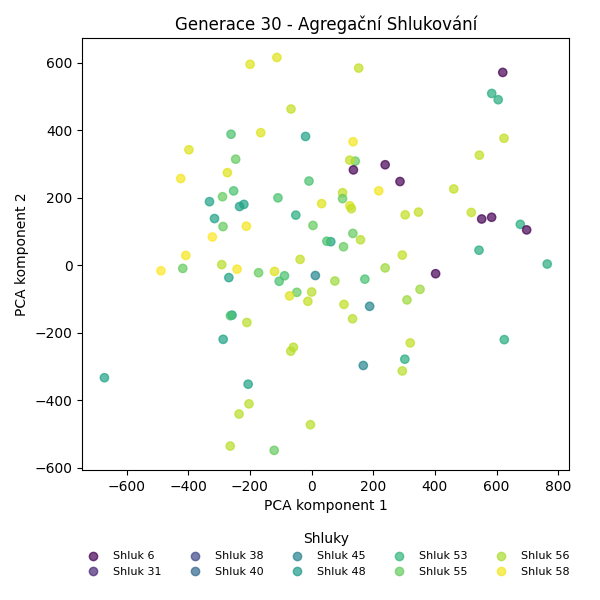 Generace 30 - Agregační Shlukování
600
400
200
0
−200
−400
−600
PCA komponent 2
−600 −400 −200 0 200 400 600
PCA komponent 1
Shluky
Shluk 6 Shluk 38 Shluk 45 Shluk 53 Shluk 56
Shluk 31 Shluk 40 Shluk 48 Shluk 55 Shluk 58